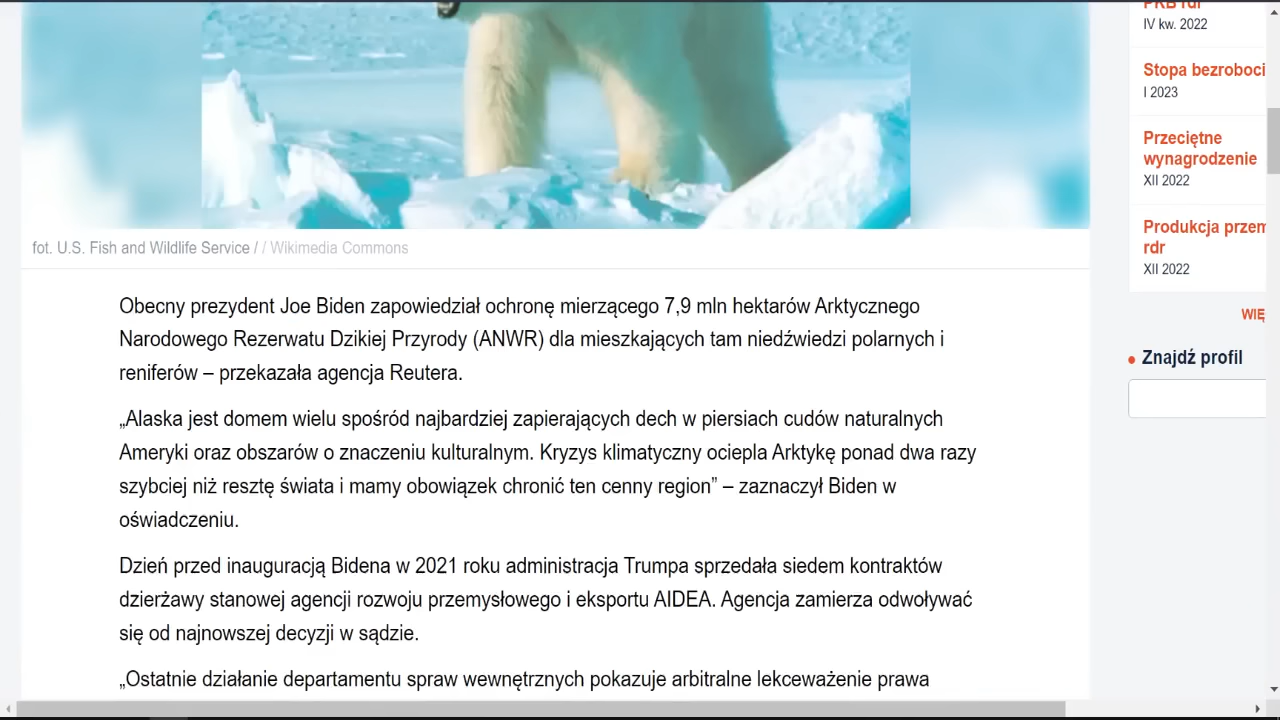 fot. U.S. Fish and Wildlife Service / / Wikimedia Commons
Obecny prezydent Joe Biden zapowiedział ochronę mierzącego 7,9 mln hektarów Arktycznego
Narodowego Rezerwatu Dzikiej Przyrody (ANWR) dla mieszkających tam niedźwiedzi polarnych i
reniferów – przekazała agencja Reutera.
„Alaska jest domem wielu spośród najbardziej zapierających dech w piersiach cudów naturalnych
Ameryki oraz obszarów o znaczeniu kulturalnym. Kryzys klimatyczny ociepla Arktykę ponad dwa razy
szybciej niż resztę świata i mamy obowiązek chronić ten cenny region” – zaznaczył Biden w
oświadczeniu.
Dzień przed inauguracją Bidena w 2021 roku administracja Trumpa sprzedała siedem kontraktów
dzierżawy stanowej agencji rozwoju przemysłowego i eksportu AIDEA. Agencja zamierza odwoływać
się od najnowszej decyzji w sądzie.
„Ostatnie działanie departamentu spraw wewnętrznych pokazuje arbitralne lekceważenie prawa
PKB rdr
IV kw. 2022
Stopa bezroboci
I 2023
Przeciętne
wynagrodzenie
XII 2022
Produkcja przem
rdr
XII 2022
WIĘ
Znajdź profil